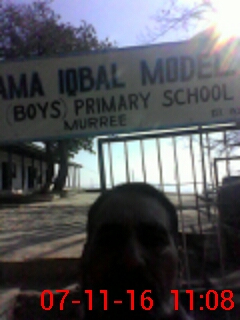 AMA IQBAL MODEL
(BOYS) PRIMARY SCHOOL
MURREE
07-11-16 11:08